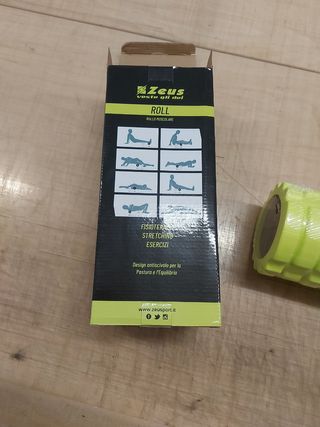 Zeus
veste gli dei
ROLL
RULLO MUSCOLARE
FISIOTERAPIA
STRETCHING
ESERCIZI
Design antiscivolo per la
Postura e l'Equilibrio
www.zeusport.it